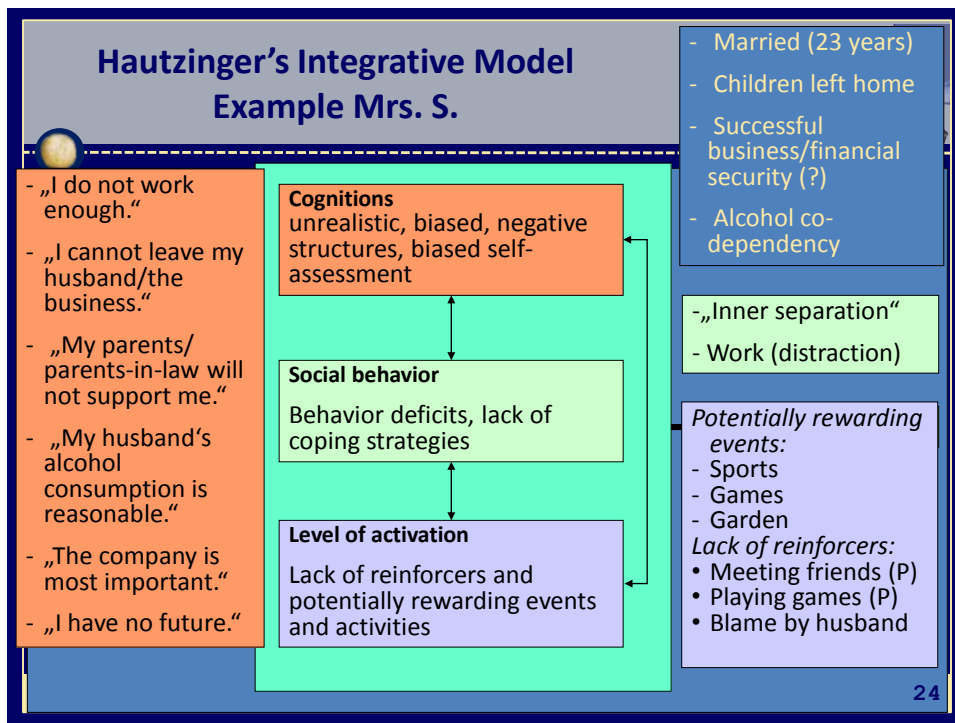 Hautzinger's Integrative Model
Example Mrs. S.
- Married (23 years)
- Children left home
- Successful
business/financial
security (?)
- Alcohol co-
dependency
- „I do not work
enough.“
- „I cannot leave my
husband/the
business.“
- „My parents/
parents-in-law will
not support me.“
- „My husband‘s
alcohol
consumption is
reasonable.“
- „The company is
most important.“
- „I have no future.“
Cognitions
unrealistic, biased, negative
structures, biased self-
assessment
Social behavior
Behavior deficits, lack of
coping strategies
Level of activation
Lack of reinforcers and
potentially rewarding events
and activities
-„Inner separation“
- Work (distraction)
Potentially rewarding
events:
- Sports
- Games
- Garden
Lack of reinforcers:
• Meeting friends (P)
• Playing games (P)
• Blame by husband
24